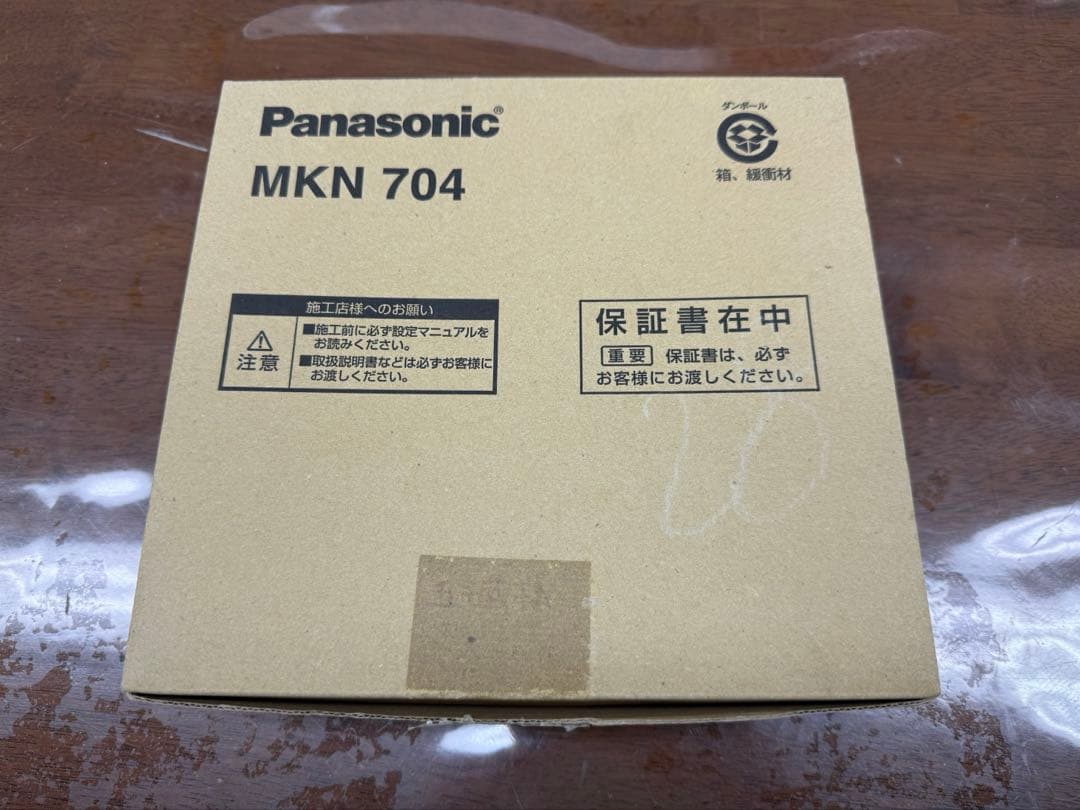 Panasonic®
MKN 704
ダンボール
箱、緩衝材
施工店様へのお願い
注意
■施工前に必ず設定マニュアルを
お読みください。
■取扱説明書などは必ずお客様に
お渡しください。
保証書在中
重要 保証書は、必ず
お客様にお渡しください。
20